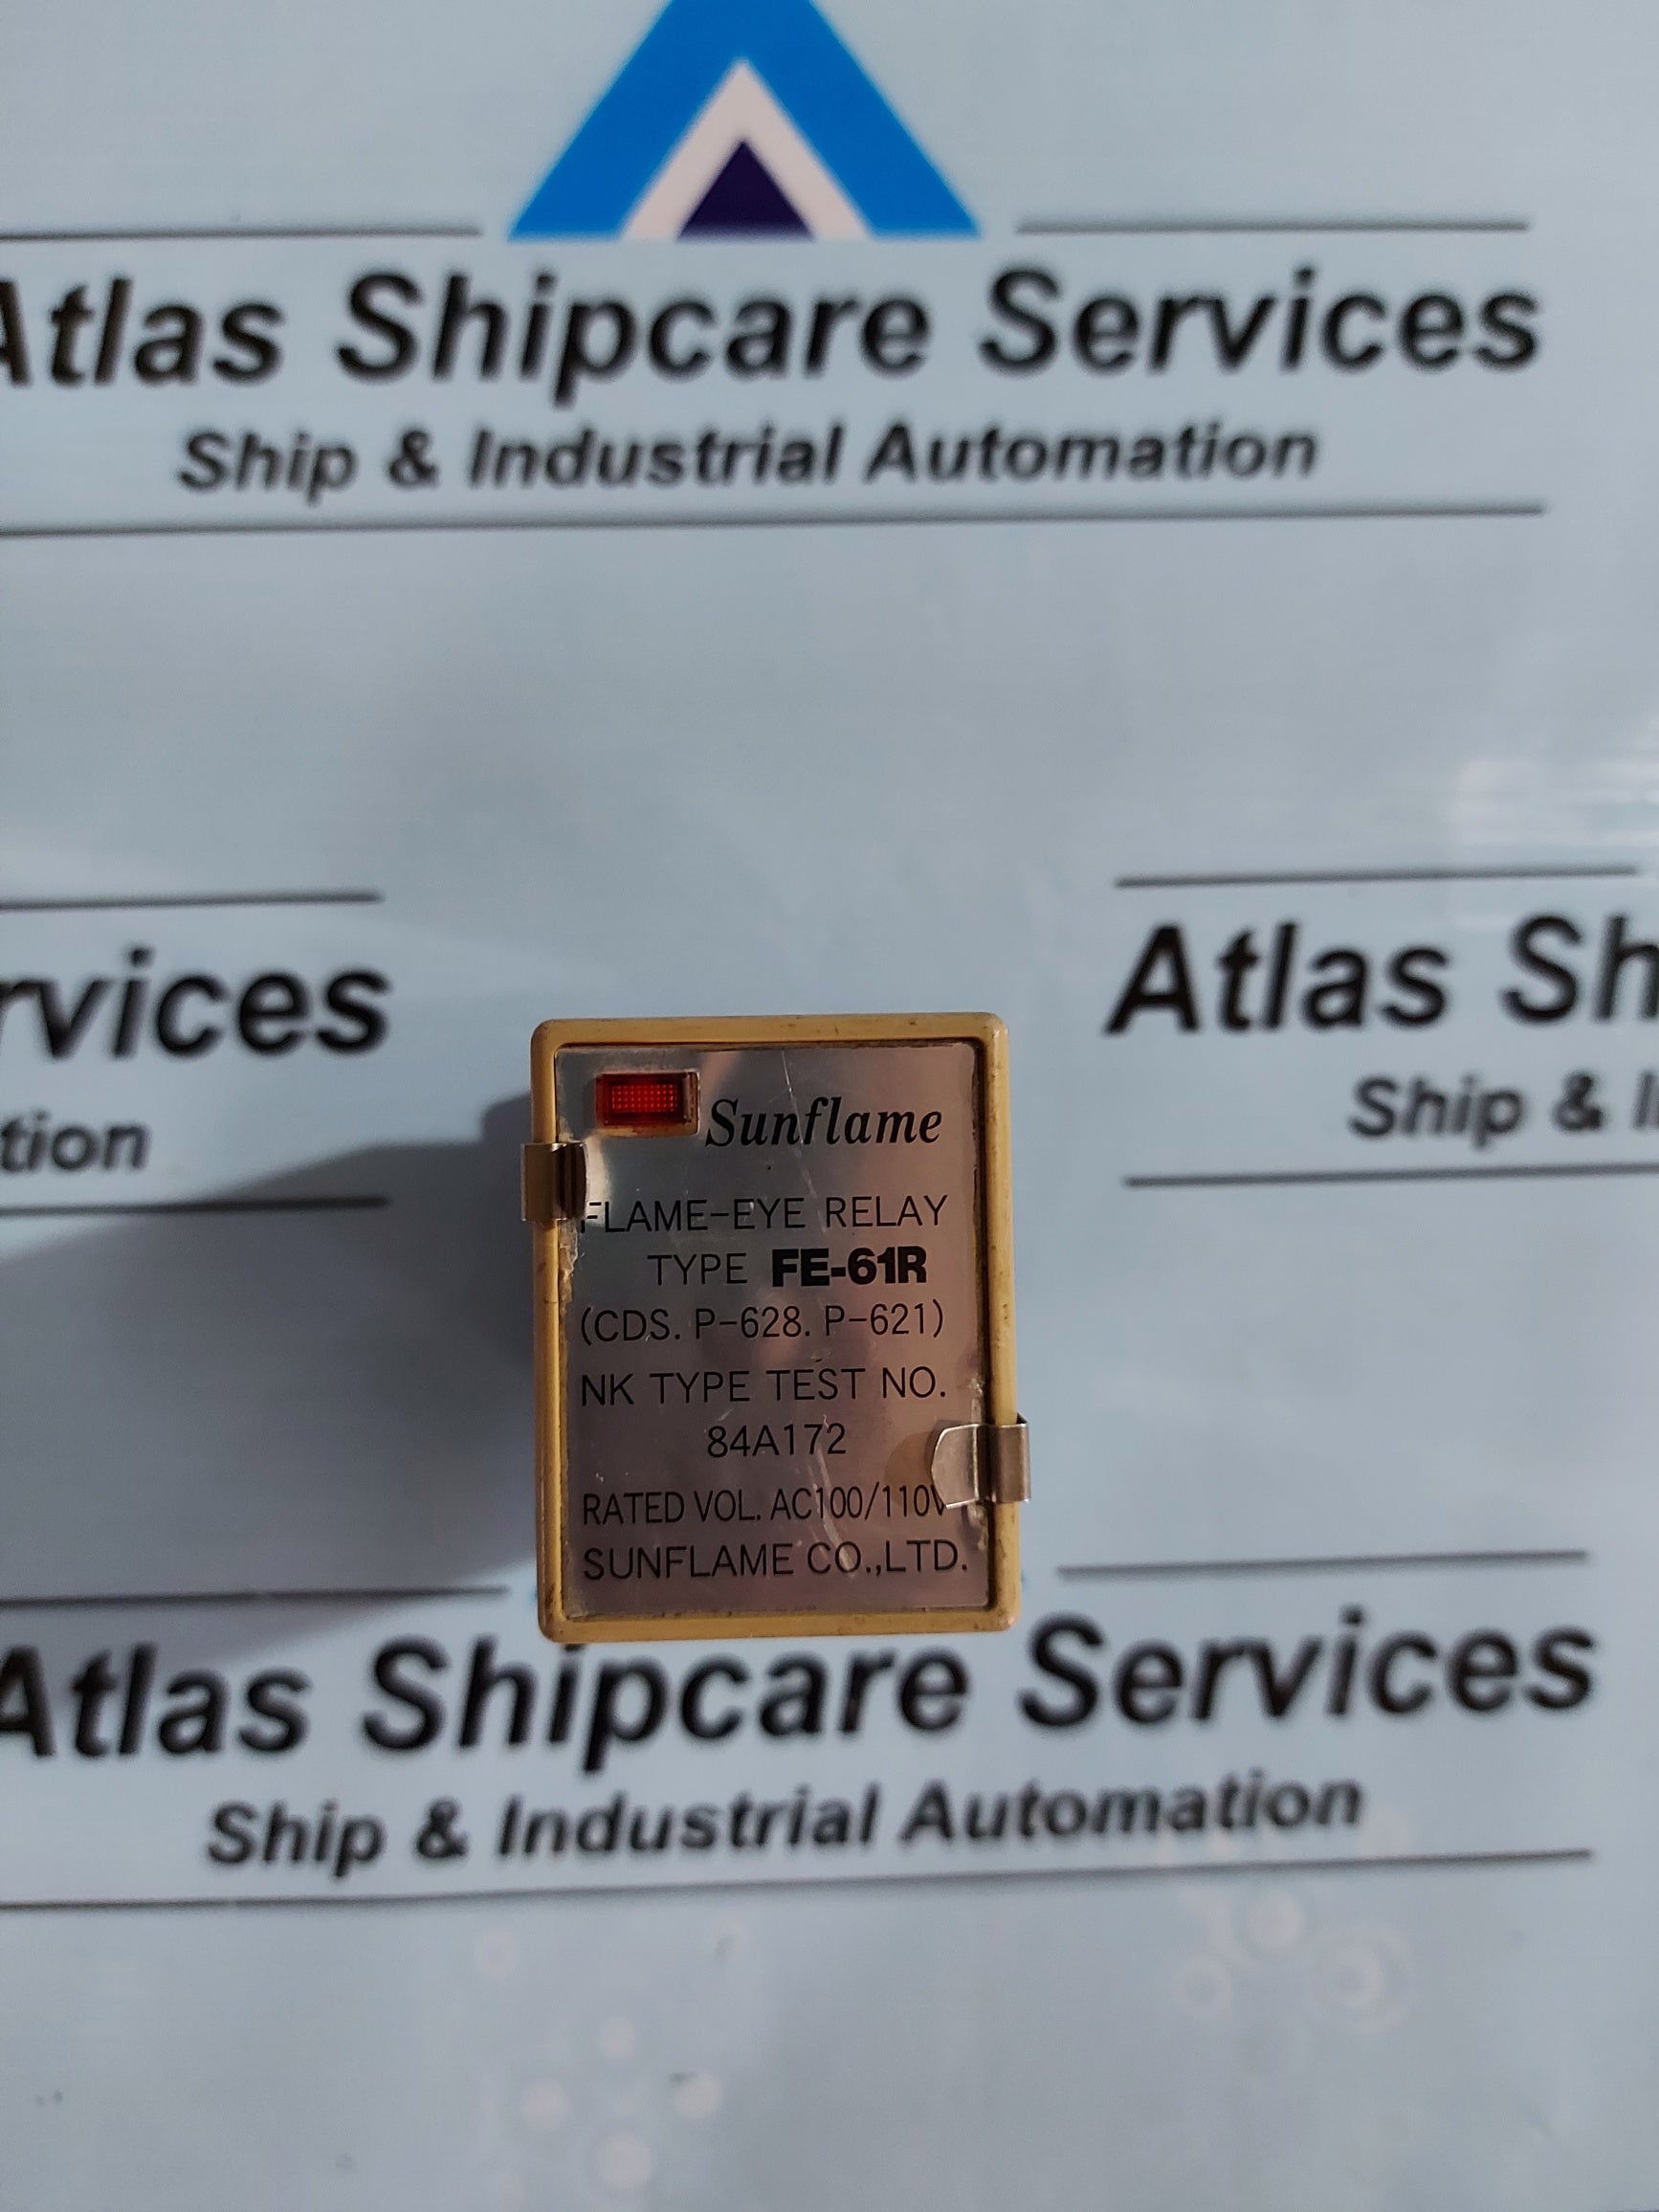 Atlas Shipcare Services
Ship & Industrial Automation
rvices
tion
Atlas Sh
Ship & I
Sunflame
FLAME-EYE RELAY
TYPE FE-61R
(CDS. P-628. P-621)
NK TYPE TEST NO.
84A172
RATED VOL. AC100/110V
SUNFLAME CO.,LTD.
Atlas Shipcare Services
Ship & Industrial Automation